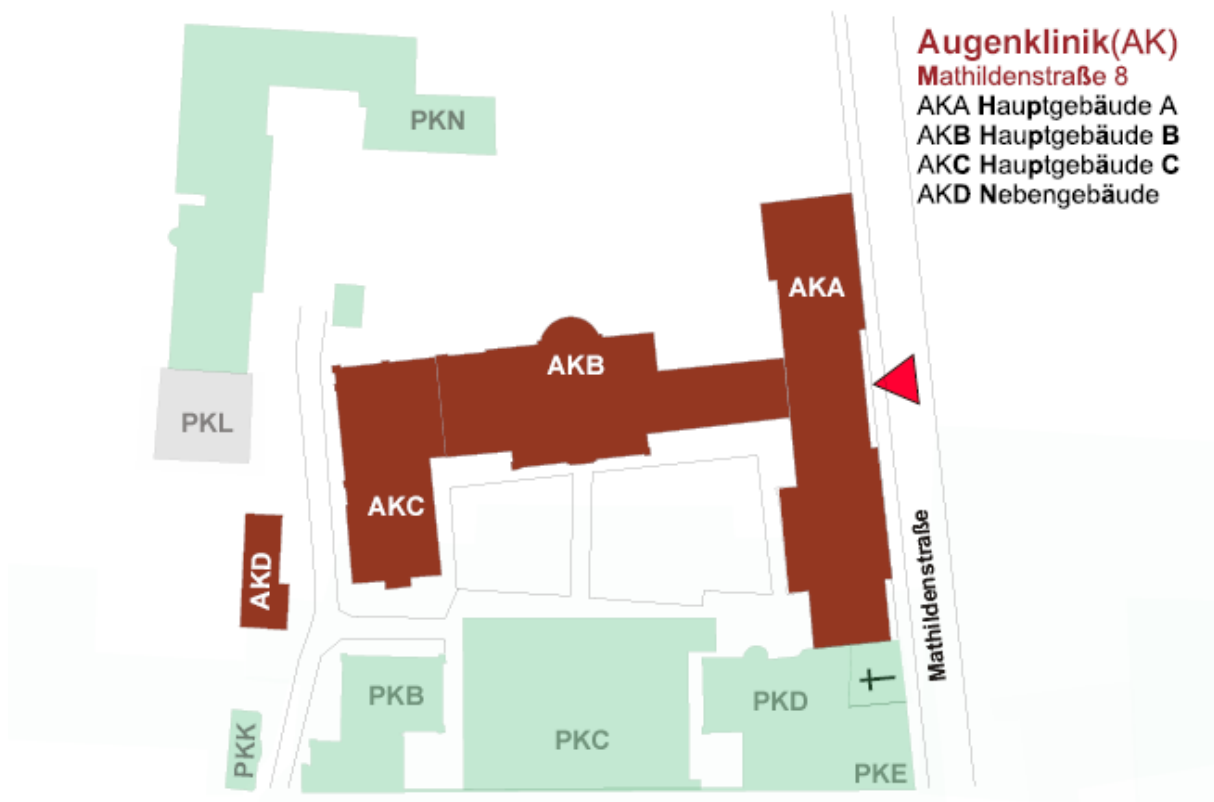 Augenklinik(AK)
Mathildenstraße 8
AKA Hauptgebäude A
AKB Hauptgebäude B
AKC Hauptgebäude C
AKD Nebengebäude
PKN
AKA
AKB
PKL
AKC
AKD
Mathildenstraße
PKB
PKD
PKC
PKK
PKE